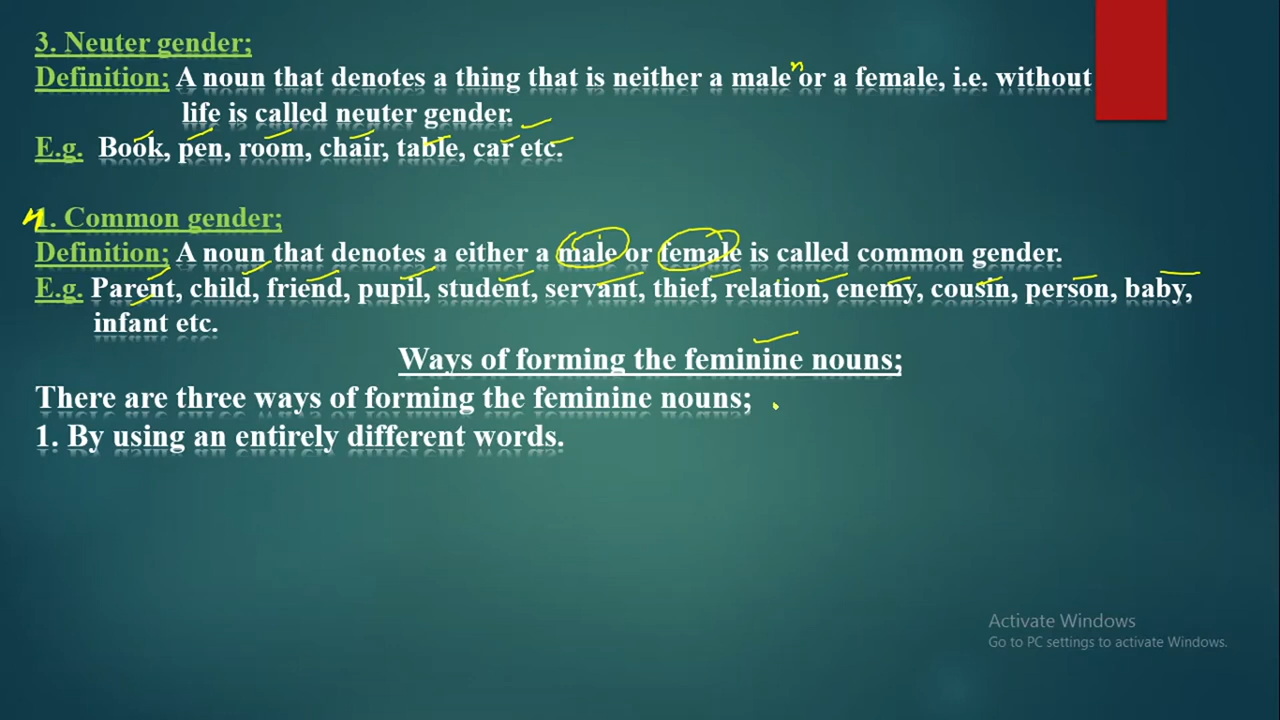 3. Neuter gender;
Definition; A noun that denotes a thing that is neither a male or a female, i.e. without
life is called neuter gender.
E.g. Book, pen, room, chair, table, car etc.
4. Common gender;
Definition; A noun that denotes a either a male or female is called common gender.
E.g. Parent, child, friend, pupil, student, servant, thief, relation, enemy, cousin, person, baby,
infant etc.
Ways of forming the feminine nouns;
There are three ways of forming the feminine nouns;
1. By using an entirely different words.
Activate Windows
Go to PC settings to activate Windows.